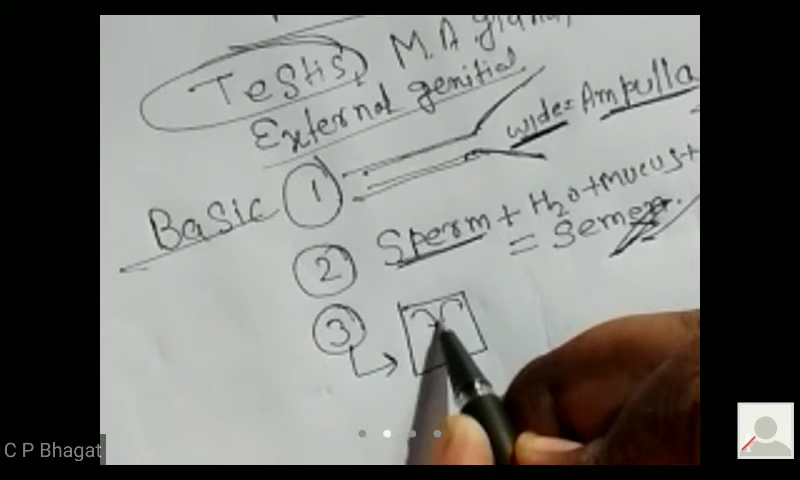 Testis, M.A gland,
External genitial
wide = Ampulla
Basic 1
2 Sperm + H2O + Mucus +
= Semen.
3
C P Bhagat